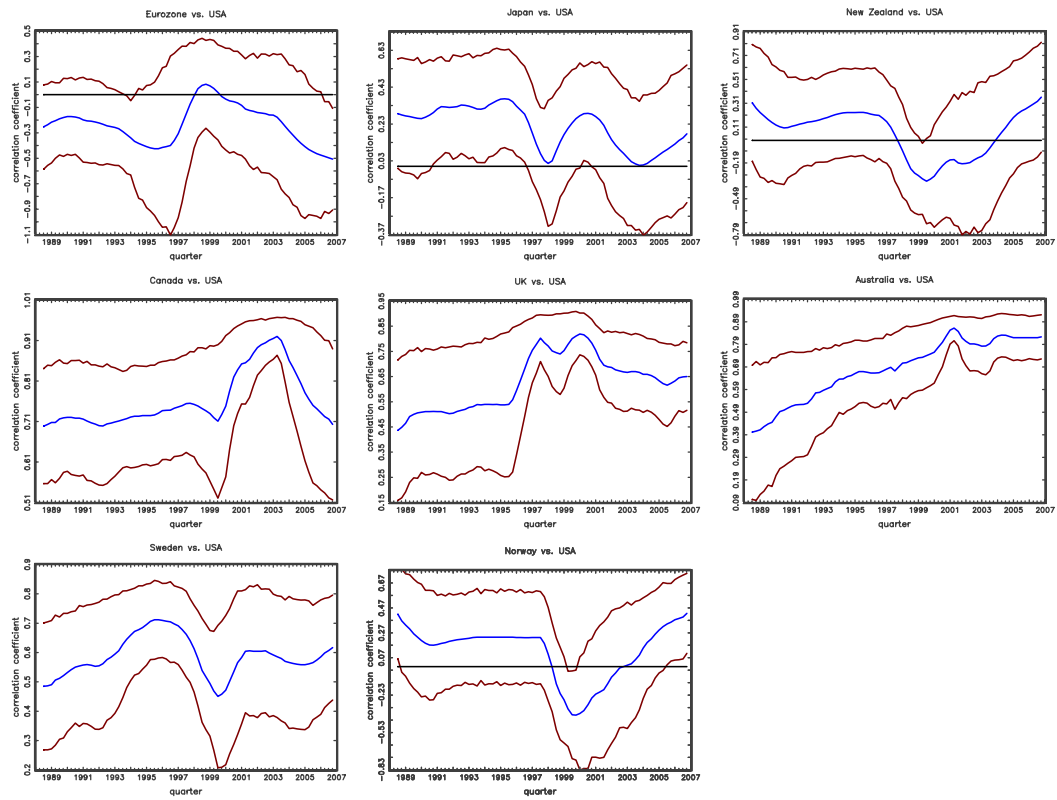 Eurozone vs. USA
correlation coefficient
0.5
0.3
0.1
−0.1
−0.3
−0.5
−0.7
−0.9
−1.1
1989 1991 1993 1995 1997 1999 2001 2003 2005 2007
quarter
Japan vs. USA
correlation coefficient
0.63
0.43
0.23
0.03
−0.17
−0.37
1989 1991 1993 1995 1997 1999 2001 2003 2005 2007
quarter
New Zealand vs. USA
correlation coefficient
0.91
0.71
0.51
0.31
0.11
−0.19
−0.49
−0.79
1989 1991 1993 1995 1997 1999 2001 2003 2005 2007
quarter
Canada vs. USA
correlation coefficient
1.01
0.91
0.81
0.71
0.61
0.51
1989 1991 1993 1995 1997 1999 2001 2003 2005 2007
quarter
UK vs. USA
correlation coefficient
0.95
0.85
0.75
0.65
0.55
0.45
0.35
0.25
0.15
1989 1991 1993 1995 1997 1999 2001 2003 2005 2007
quarter
Australia vs. USA
correlation coefficient
0.99
0.89
0.79
0.69
0.59
0.49
0.39
0.29
0.19
0.09
1989 1991 1993 1995 1997 1999 2001 2003 2005 2007
quarter
Sweden vs. USA
correlation coefficient
0.9
0.8
0.7
0.6
0.5
0.4
0.3
0.2
1989 1991 1993 1995 1997 1999 2001 2003 2005 2007
quarter
Norway vs. USA
correlation coefficient
0.67
0.47
0.27
0.07
−0.23
−0.53
−0.83
1989 1991 1993 1995 1997 1999 2001 2003 2005 2007
quarter